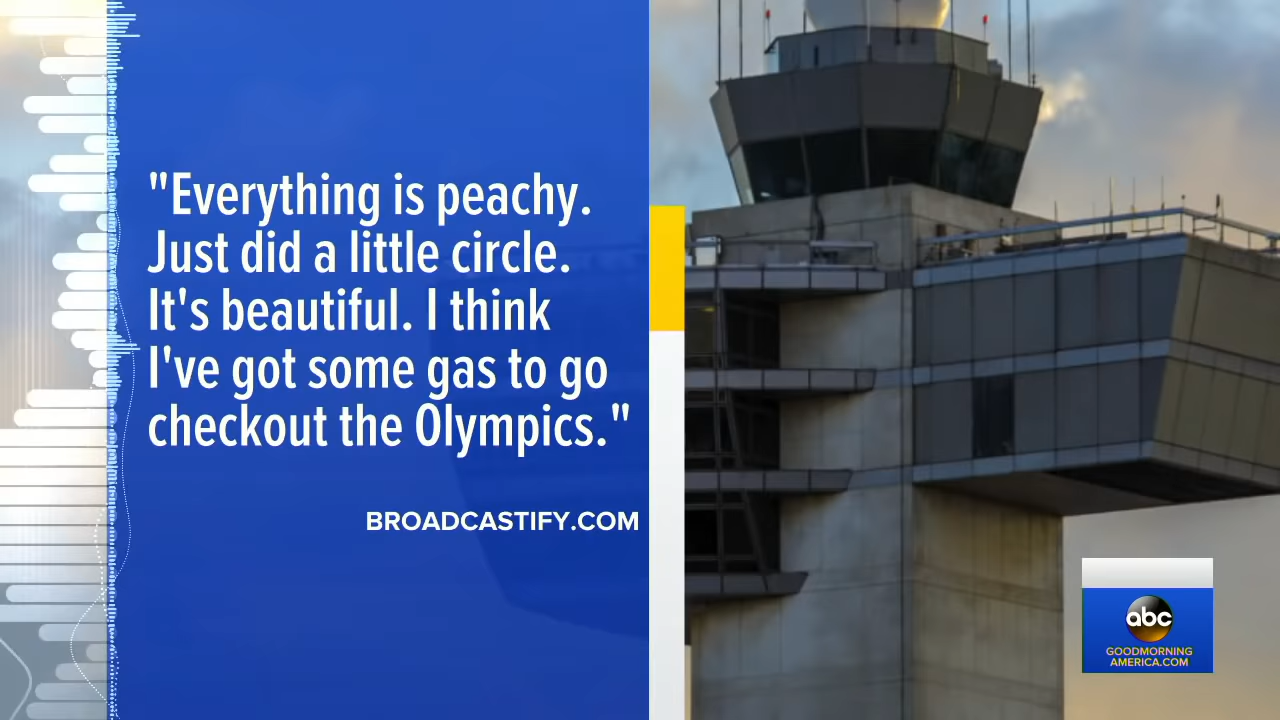 "Everything is peachy.
Just did a little circle.
It's beautiful. I think
I've got some gas to go
checkout the Olympics."
BROADCASTIFY.COM
abc
GOODMORNING
AMERICA.COM